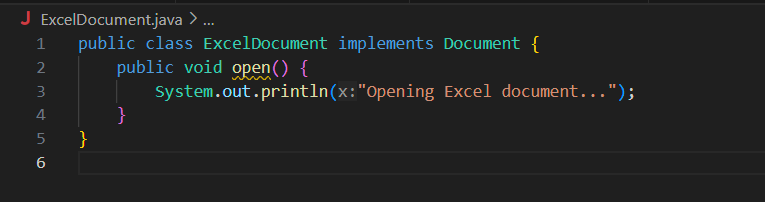 J ExcelDocument.java > ...
1 public class ExcelDocument implements Document {
2     public void open() {
3         System.out.println(x:"Opening Excel document...");
4     }
5 }
6